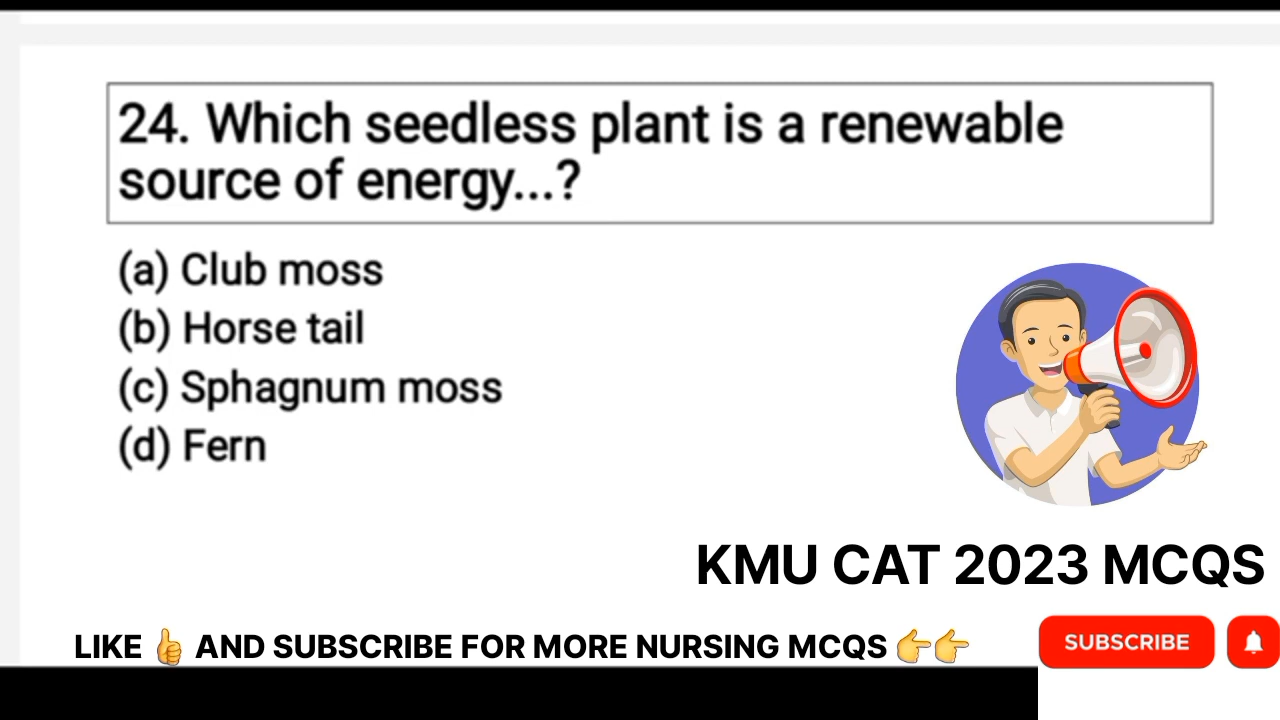 24. Which seedless plant is a renewable
source of energy...?
(a) Club moss
(b) Horse tail
(c) Sphagnum moss
(d) Fern
KMU CAT 2023 MCQS
LIKE 👍 AND SUBSCRIBE FOR MORE NURSING MCQS 👉👉
SUBSCRIBE